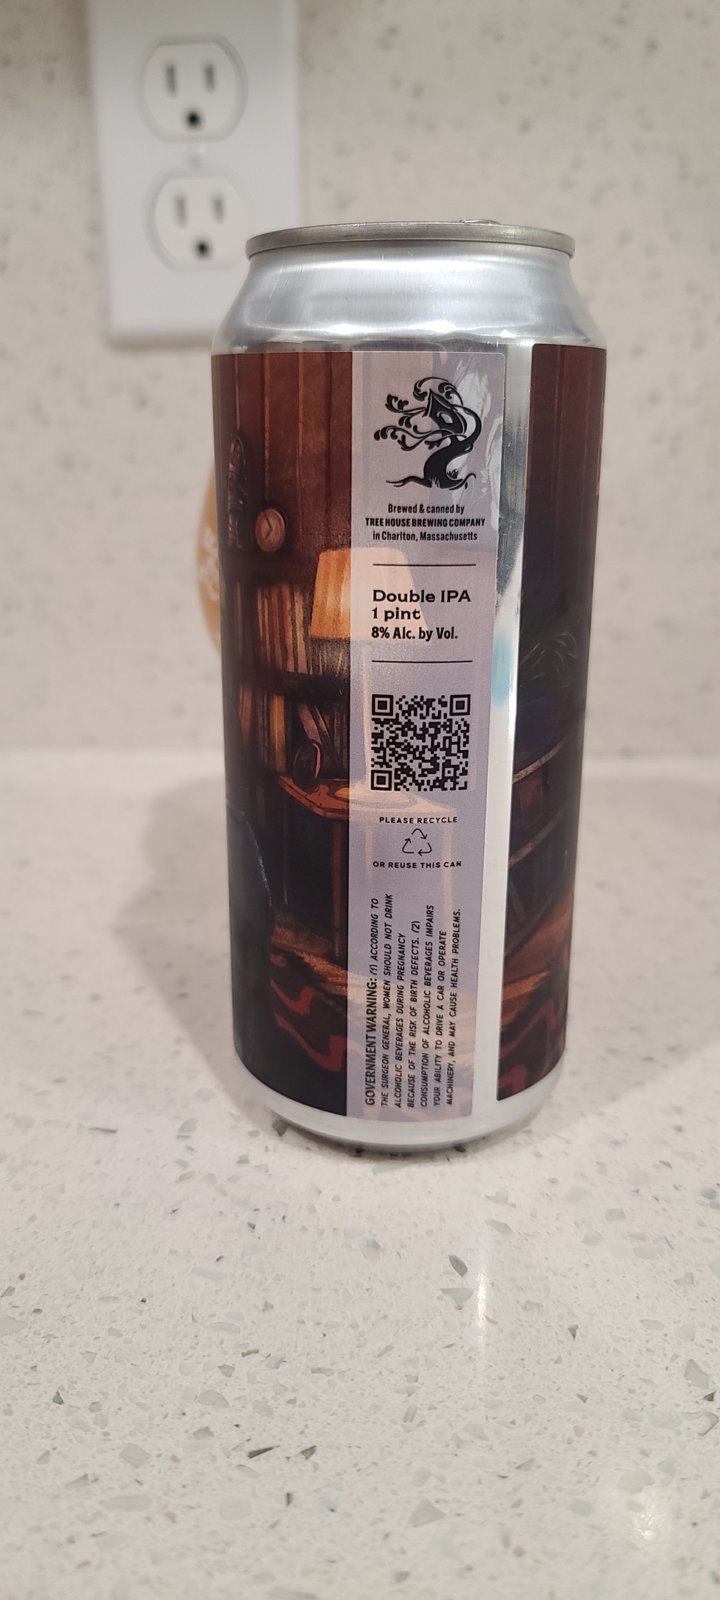 Brewed & canned by
TREE HOUSE BREWING COMPANY
in Charlton, Massachusetts
Double IPA
1 pint
8% Alc. by Vol.
PLEASE RECYCLE
OR REUSE THIS CAN
GOVERNMENT WARNING: (1) ACCORDING TO
THE SURGEON GENERAL, WOMEN SHOULD NOT DRINK
ALCOHOLIC BEVERAGES DURING PREGNANCY
BECAUSE OF THE RISK OF BIRTH DEFECTS. (2)
CONSUMPTION OF ALCOHOLIC BEVERAGES IMPAIRS
YOUR ABILITY TO DRIVE A CAR OR OPERATE
MACHINERY, AND MAY CAUSE HEALTH PROBLEMS.